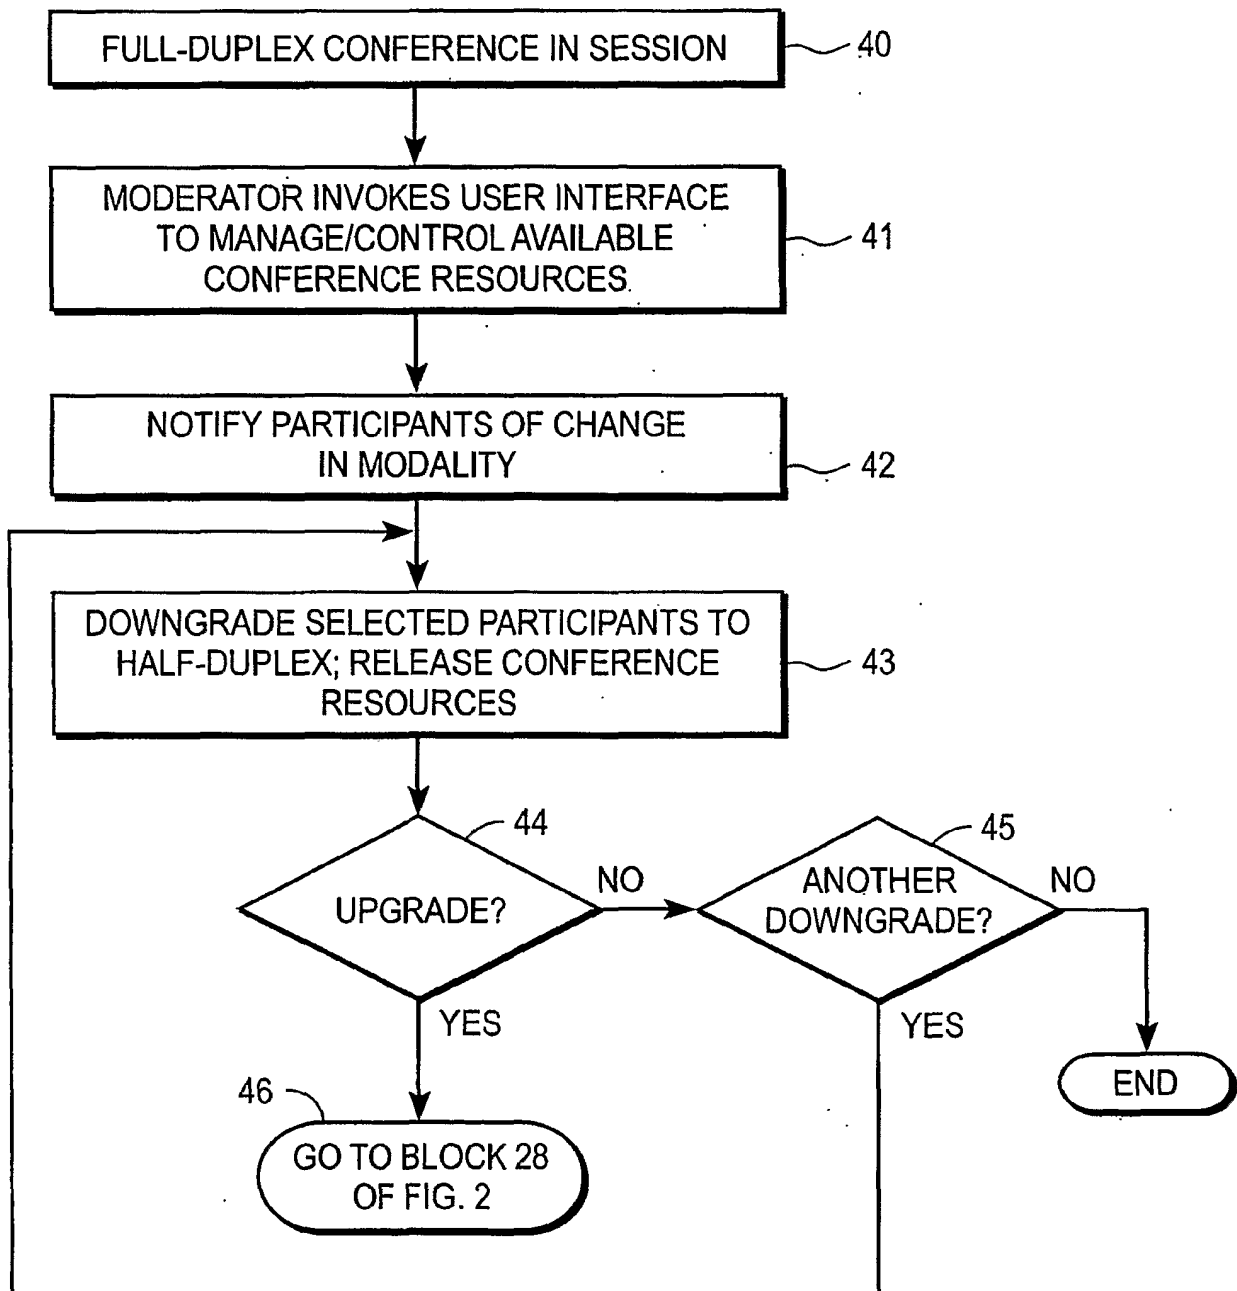 FULL-DUPLEX CONFERENCE IN SESSION
40
MODERATOR INVOKES USER INTERFACE
TO MANAGE/CONTROL AVAILABLE
CONFERENCE RESOURCES
41
NOTIFY PARTICIPANTS OF CHANGE
IN MODALITY
42
DOWNGRADE SELECTED PARTICIPANTS TO
HALF-DUPLEX; RELEASE CONFERENCE
RESOURCES
43
44
UPGRADE?
NO
YES
45
ANOTHER
DOWNGRADE?
NO
YES
END
46
GO TO BLOCK 28
OF FIG. 2